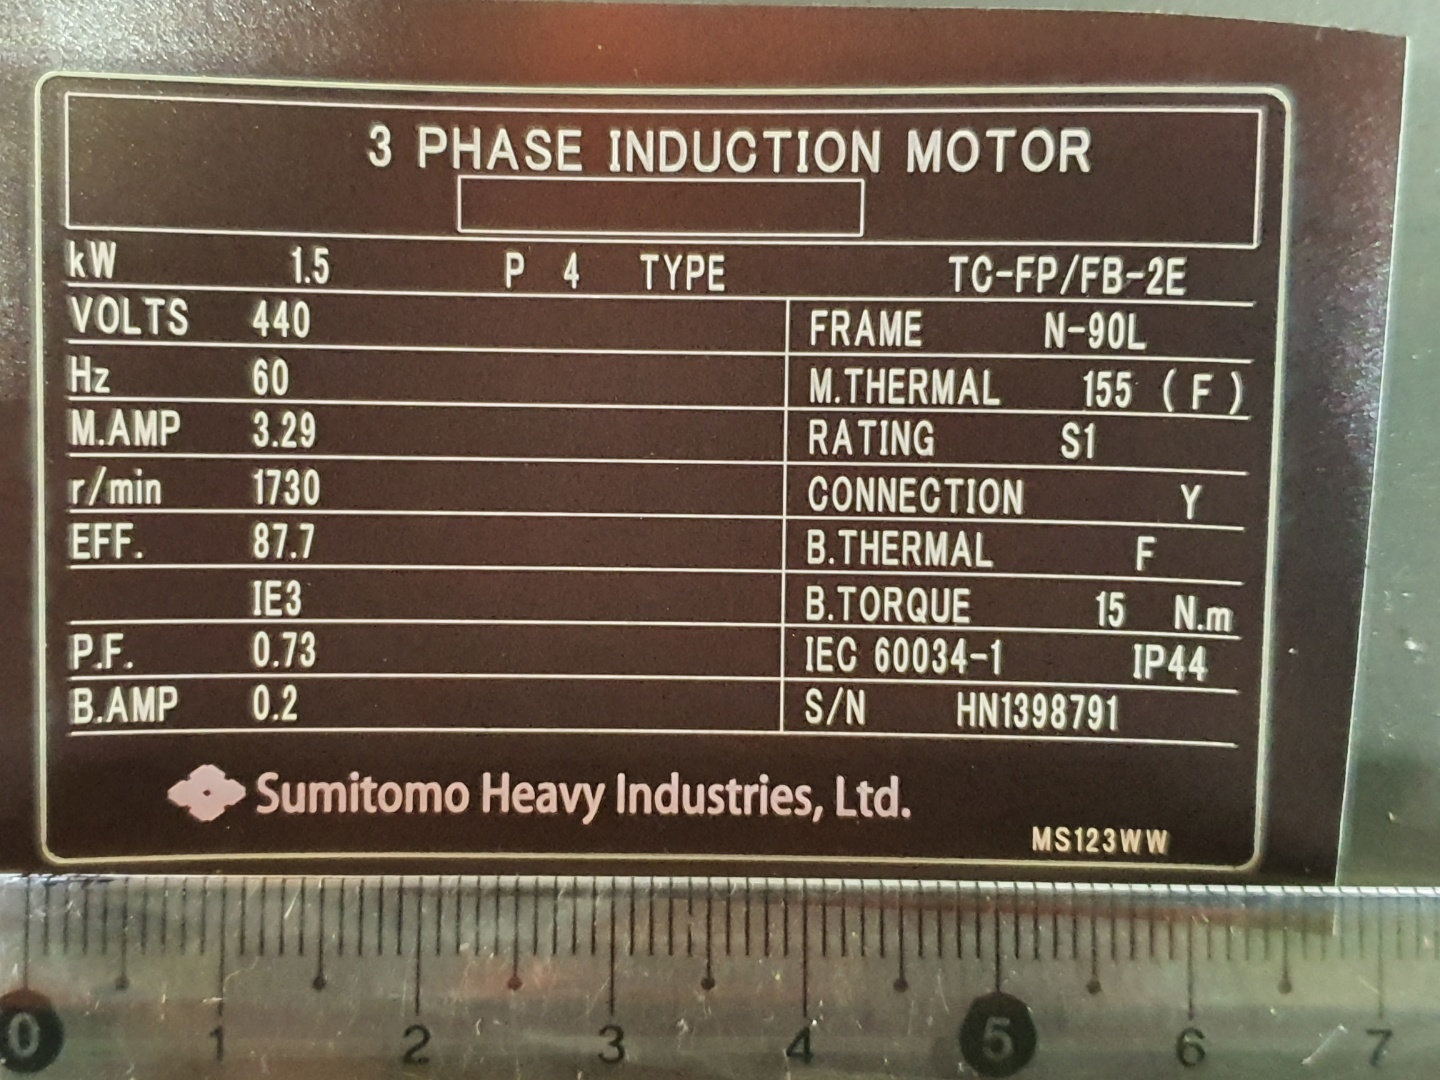 3 PHASE INDUCTION MOTOR
kW 1.5 P 4 TYPE TC-FP/FB-2E
VOLTS 440 FRAME N-90L
Hz 60 M.THERMAL 155 ( F )
M.AMP 3.29 RATING S1
r/min 1730 CONNECTION Y
EFF. 87.7 B.THERMAL F
IE3 B.TORQUE 15 N.m
P.F. 0.73 IEC 60034-1 IP44
B.AMP 0.2 S/N HN1398791
Sumitomo Heavy Industries, Ltd.
MS123WW
0 1 2 3 4 5 6 7